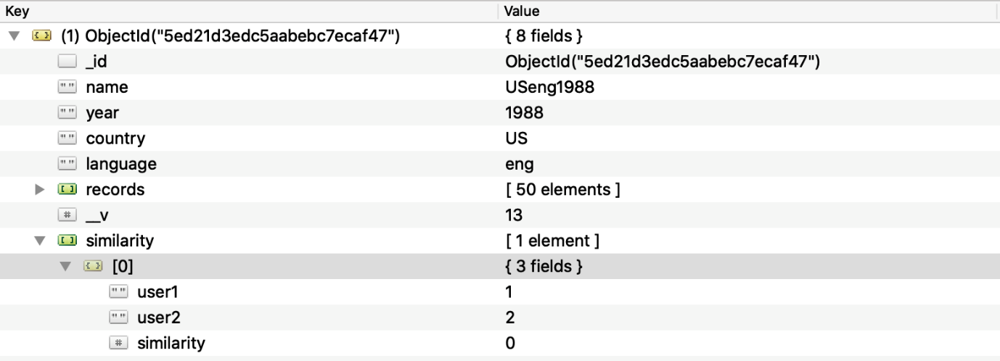 Key Value
(1) ObjectId("5ed21d3edc5aabebc7ecaf47") { 8 fields }
_id ObjectId("5ed21d3edc5aabebc7ecaf47")
" " name USeng1988
" " year 1988
" " country US
" " language eng
[ ] records [ 50 elements ]
# __v 13
[ ] similarity [ 1 element ]
{ } [0] { 3 fields }
" " user1 1
" " user2 2
# similarity 0